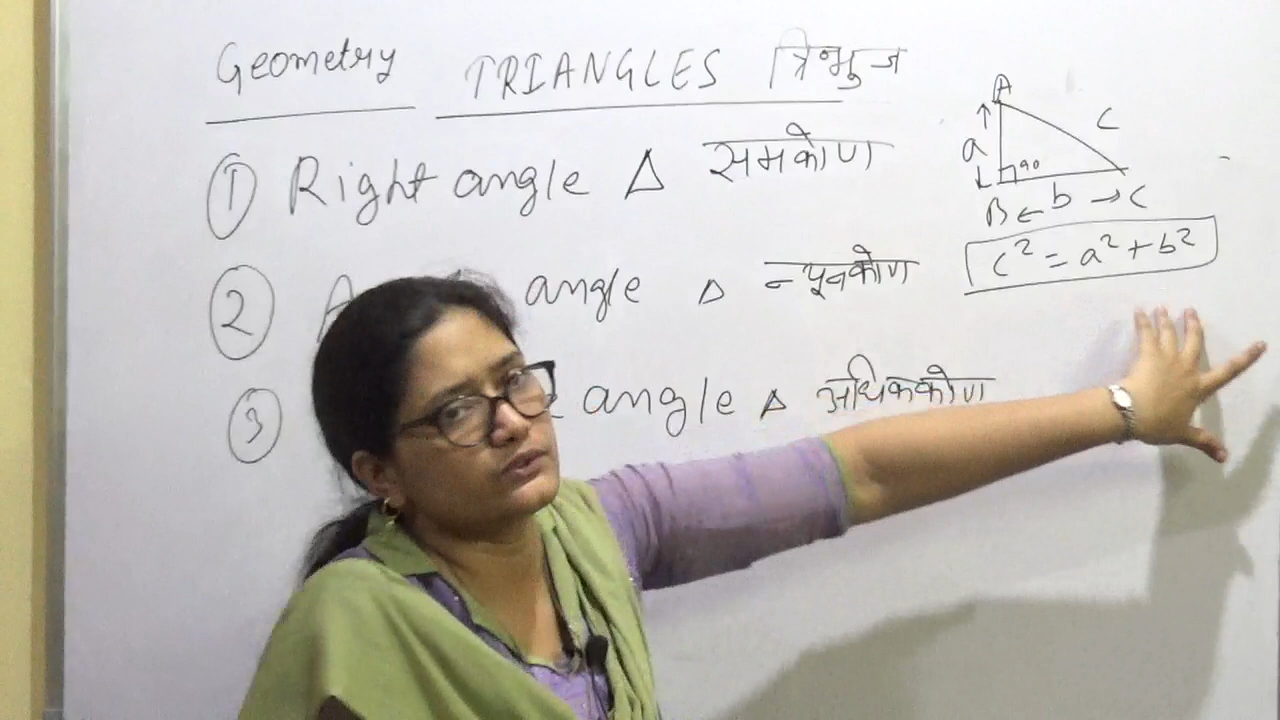 Geometry TRIANGLES त्रिभुज
① Right angle △ समकोण
② angle △ न्यूनकोण
③ angle △ अधिककोण
A
a c
90
B b C
c² = a² + b²